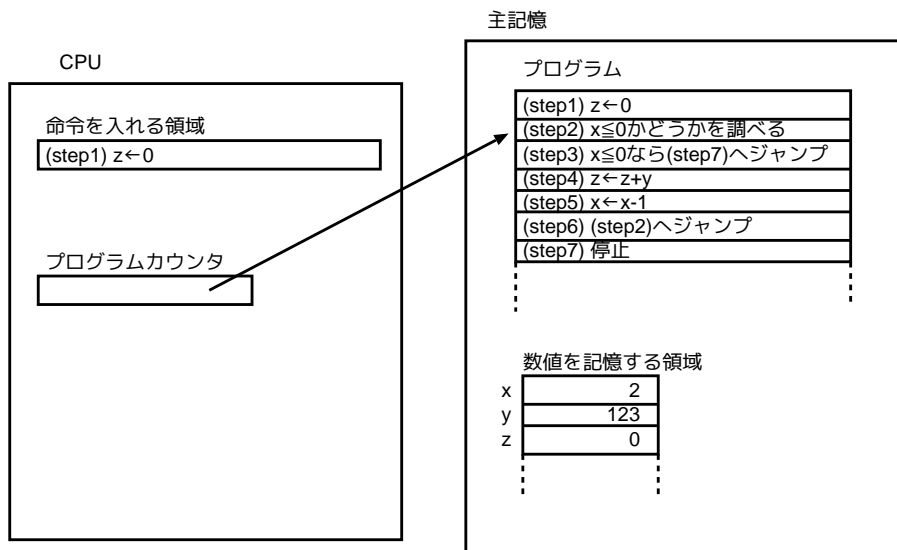 主記憶
CPU
命令を入れる領域
(step1) z←0
プログラムカウンタ
プログラム
(step1) z←0
(step2) x≦0かどうかを調べる
(step3) x≦0なら(step7)へジャンプ
(step4) z←z+y
(step5) x←x-1
(step6) (step2)へジャンプ
(step7) 停止
数値を記憶する領域
x 2
y 123
z 0